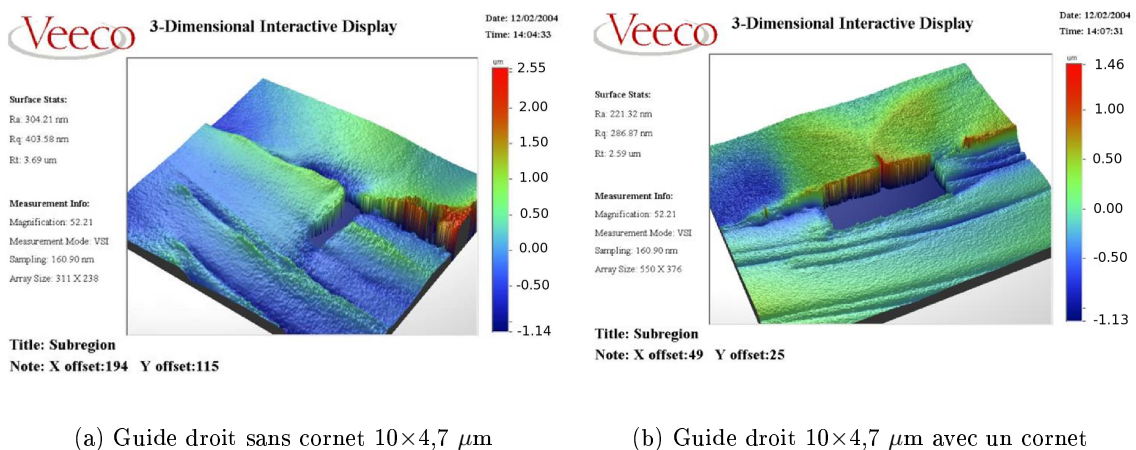 Veeco
3-Dimensional Interactive Display
Date: 12/02/2004
Time: 14:04:33
um
2.55
2.00
1.50
1.00
0.50
0.00
-0.50
-1.14
Surface Stats:
Ra: 304.21 nm
Rq: 403.58 nm
Rt: 3.69 um
Measurement Info:
Magnification: 52.21
Measurement Mode: VSI
Sampling: 160.90 nm
Array Size: 311 X 238
Title: Subregion
Note: X offset:194 Y offset:115
(a) Guide droit sans cornet 10×4,7 μm
Veeco
3-Dimensional Interactive Display
Date: 12/02/2004
Time: 14:07:31
um
1.46
1.00
0.50
0.00
-0.50
-1.13
Surface Stats:
Ra: 221.32 nm
Rq: 286.87 nm
Rt: 2.59 um
Measurement Info:
Magnification: 52.21
Measurement Mode: VSI
Sampling: 160.90 nm
Array Size: 550 X 376
Title: Subregion
Note: X offset:49 Y offset:25
(b) Guide droit 10×4,7 μm avec un cornet